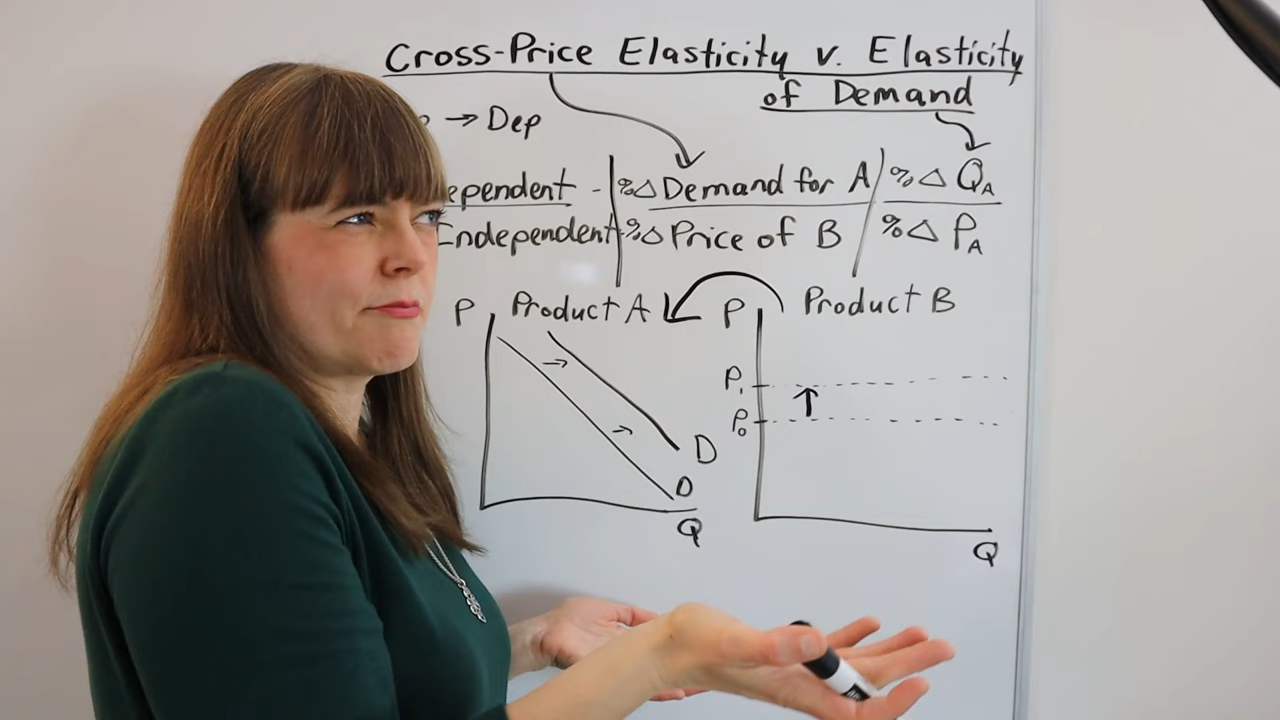 Cross-Price Elasticity v. Elasticity
of Demand
→ Dep
ependent - %△ Demand for A %△ QA
Independent %△ Price of B %△ PA
P Product A P Product B
P1
P0
D
D
Q
Q